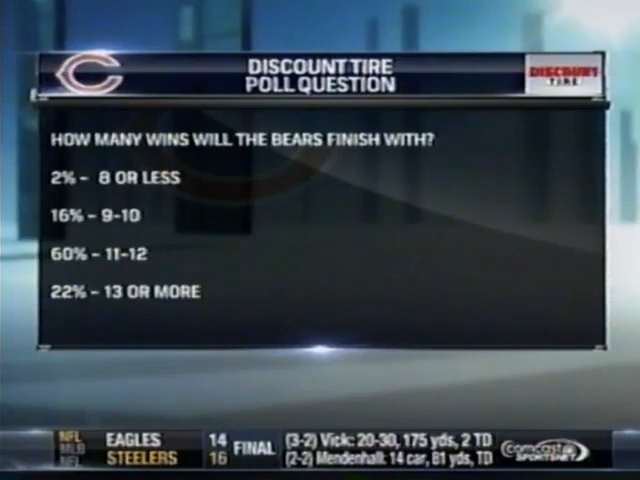 DISCOUNT TIRE
POLL QUESTION
DISCOUNT
TIRE
HOW MANY WINS WILL THE BEARS FINISH WITH?
2% - 8 OR LESS
16% - 9-10
60% - 11-12
22% - 13 OR MORE
NFL EAGLES 14 FINAL (3-2) Vick: 20-30, 175 yds, 2 TD
MLB
NFL STEELERS 16 (2-2) Mendenhall: 14 car, 81 yds, TD
Comcast
SPORTSNET